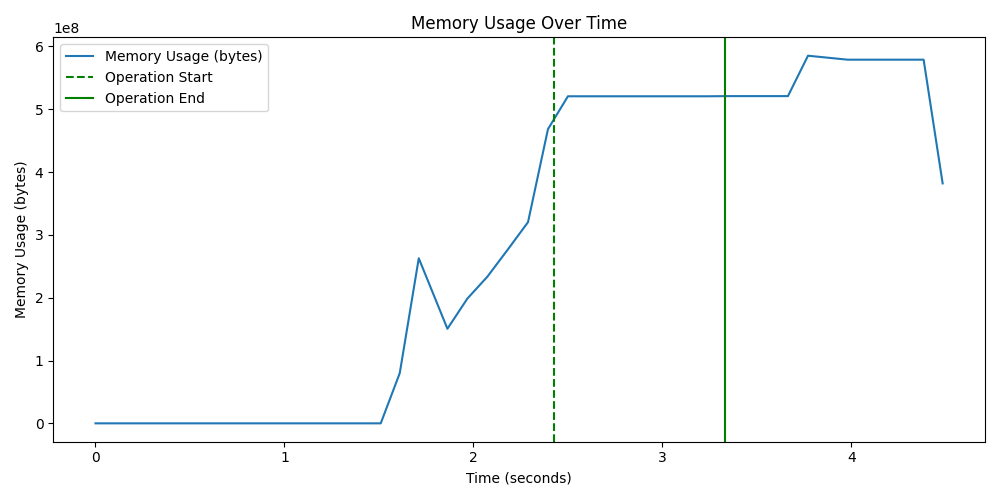 Memory Usage Over Time
1e8
Memory Usage (bytes)
Operation Start
Operation End
Memory Usage (bytes)
6
5
4
3
2
1
0
0 1 2 3 4
Time (seconds)